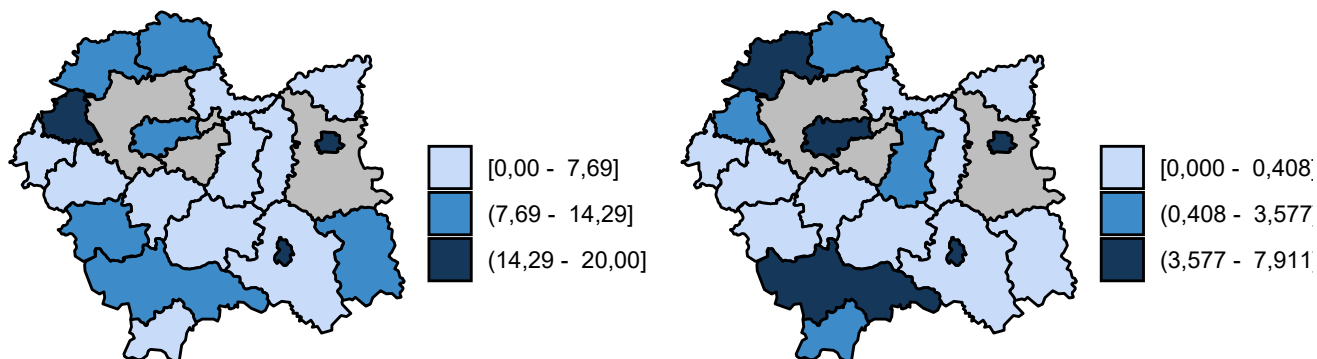 [0,00 - 7,69]
(7,69 - 14,29]
(14,29 - 20,00]
[0,000 - 0,408]
(0,408 - 3,577]
(3,577 - 7,911]